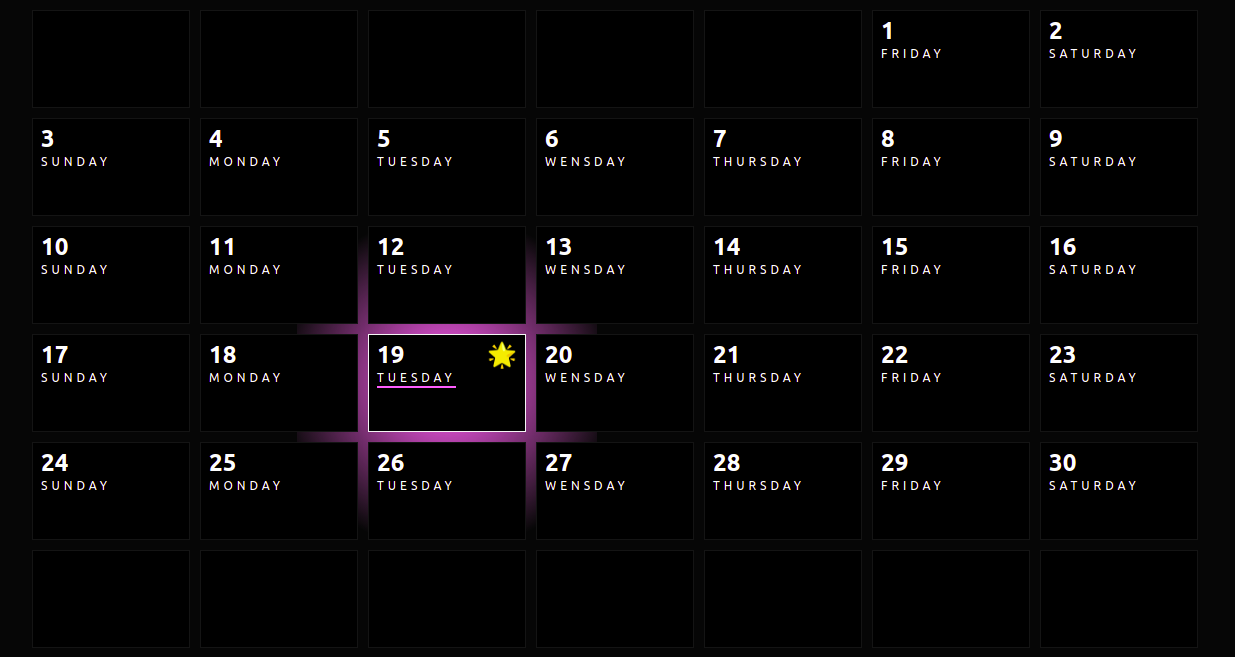 1
FRIDAY
2
SATURDAY
3
SUNDAY
4
MONDAY
5
TUESDAY
6
WENSDAY
7
THURSDAY
8
FRIDAY
9
SATURDAY
10
SUNDAY
11
MONDAY
12
TUESDAY
13
WENSDAY
14
THURSDAY
15
FRIDAY
16
SATURDAY
17
SUNDAY
18
MONDAY
19
TUESDAY
20
WENSDAY
21
THURSDAY
22
FRIDAY
23
SATURDAY
24
SUNDAY
25
MONDAY
26
TUESDAY
27
WENSDAY
28
THURSDAY
29
FRIDAY
30
SATURDAY